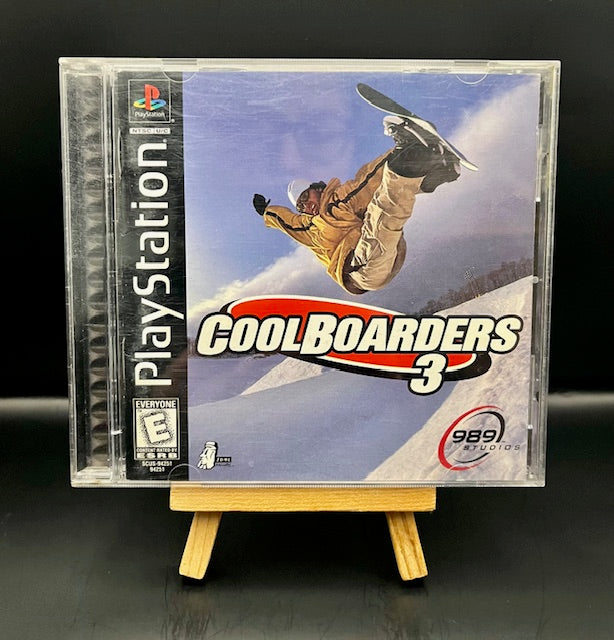 PlayStation
NTSC U/C
PlayStation
COOLBOARDERS
3
EVERYONE
E
CONTENT RATED BY
ESRB
SCUS-94251
94251
989
STUDIOS